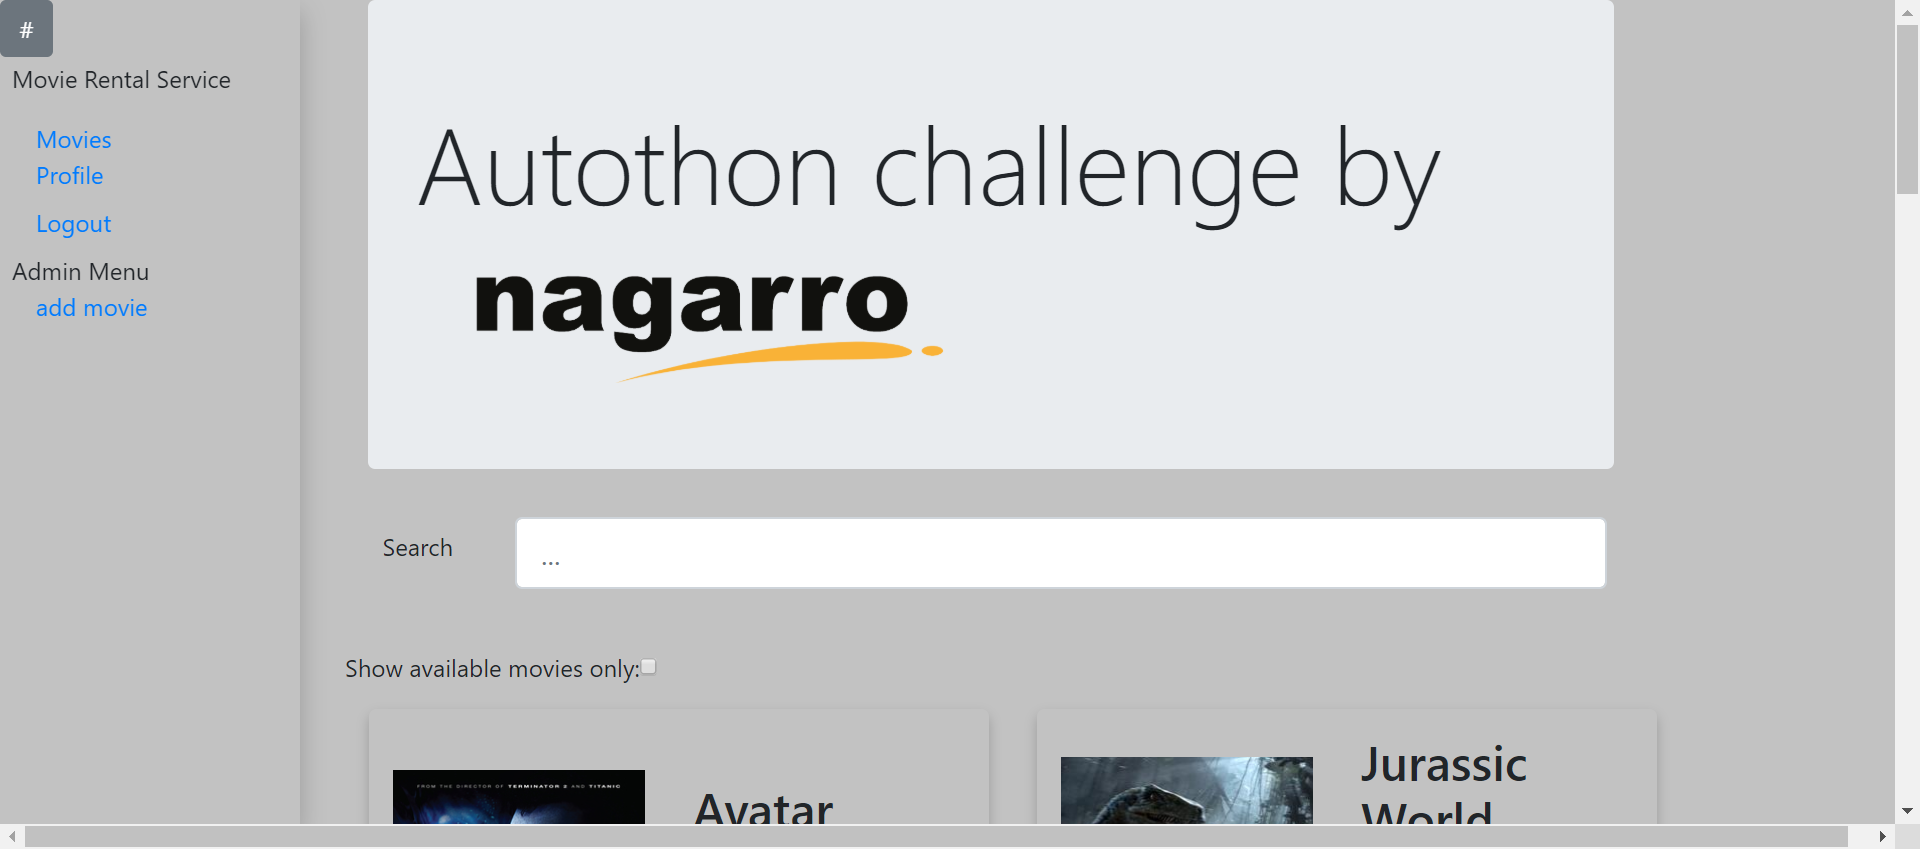 #
Movie Rental Service
Movies
Profile
Logout
Admin Menu
add movie
Autothon challenge by
nagarro
Search
...
Show available movies only:
FROM THE DIRECTOR OF TERMINATOR 2 AND TITANIC
Avatar
Jurassic
World